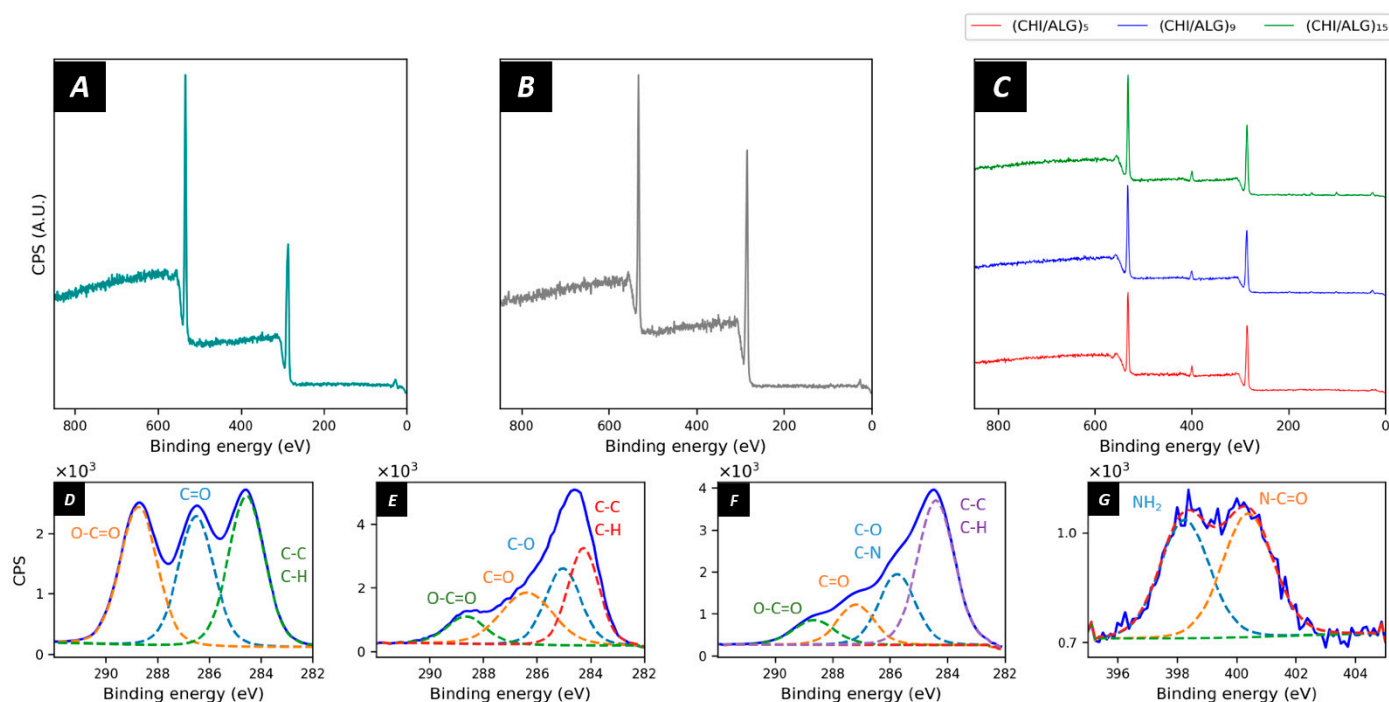 (CHI/ALG)₅ (CHI/ALG)₉ (CHI/ALG)₁₅
A
B
C
CPS (A.U.)
800 600 400 200 0
800 600 400 200 0
800 600 400 200 0
Binding energy (eV)
Binding energy (eV)
Binding energy (eV)
×10³
D
O-C=O
C=O
C-C
C-H
CPS
2
1
0
290 288 286 284 282
Binding energy (eV)
×10³
E
O-C=O
C=O
C-O
C-C
C-H
4
2
0
290 288 286 284 282
Binding energy (eV)
×10³
F
O-C=O
C=O
C-O
C-N
C-C
C-H
4
3
2
1
0
290 288 286 284 282
Binding energy (eV)
×10³
G
NH₂
N-C=O
1.0
0.7
396 398 400 402 404
Binding energy (eV)